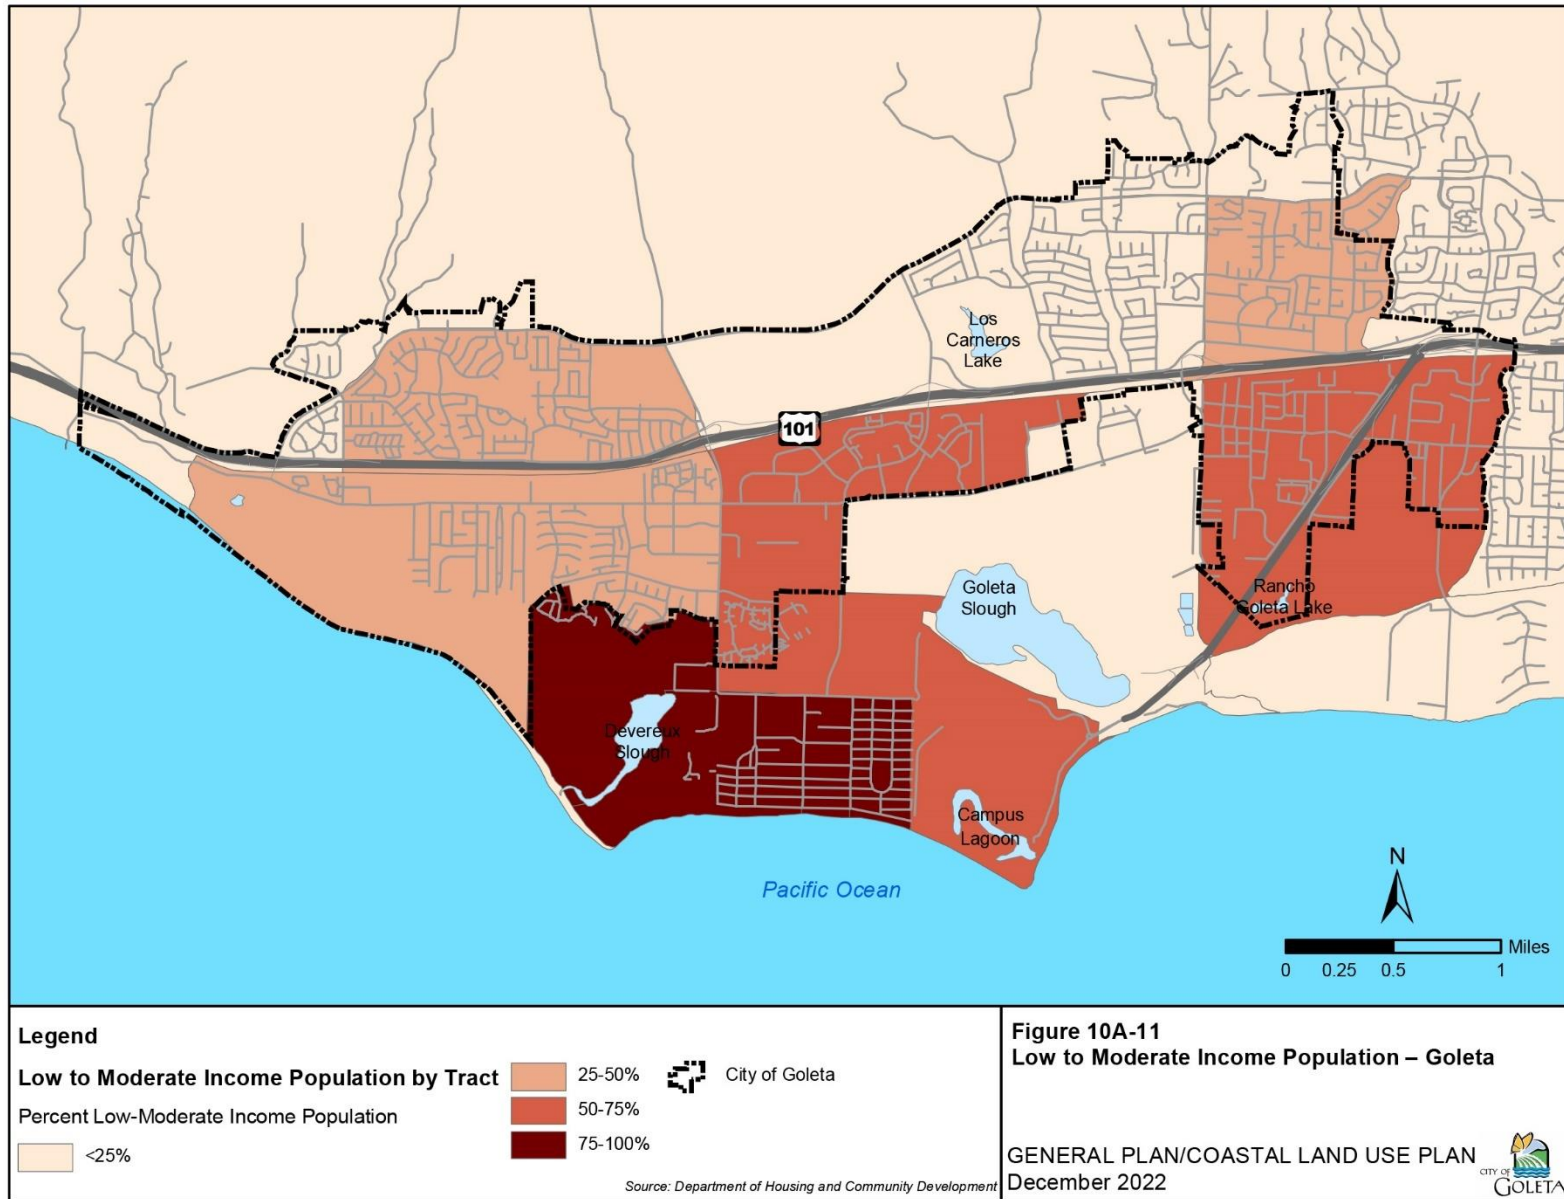 Los
Carneros
Lake
101
Goleta
Slough
Rancho
Goleta Lake
Devereux
Slough
Campus
Lagoon
Pacific Ocean
N
Miles
0 0.25 0.5 1
Legend
Low to Moderate Income Population by Tract
Percent Low-Moderate Income Population
<25%
25-50%
50-75%
75-100%
City of Goleta
Source: Department of Housing and Community Development
Figure 10A-11
Low to Moderate Income Population – Goleta
GENERAL PLAN/COASTAL LAND USE PLAN
December 2022
CITY OF
GOLETA